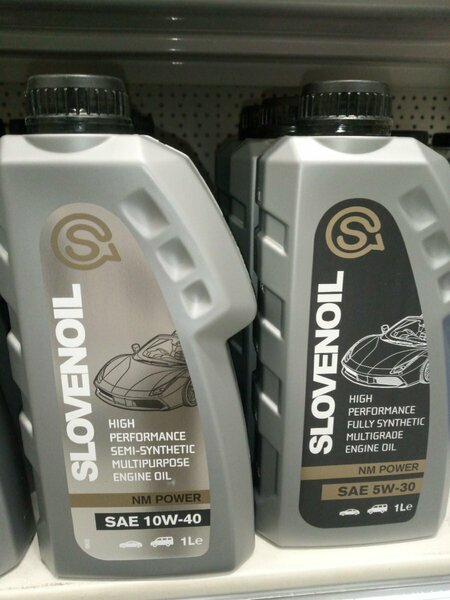 SLOVENOIL
HIGH
PERFORMANCE
SEMI-SYNTHETIC
MULTIPURPOSE
ENGINE OIL
NM POWER
SAE 10W-40
1Le
SLOVENOIL
HIGH
PERFORMANCE
FULLY SYNTHETIC
MULTIGRADE
ENGINE OIL
NM POWER
SAE 5W-30
1Le